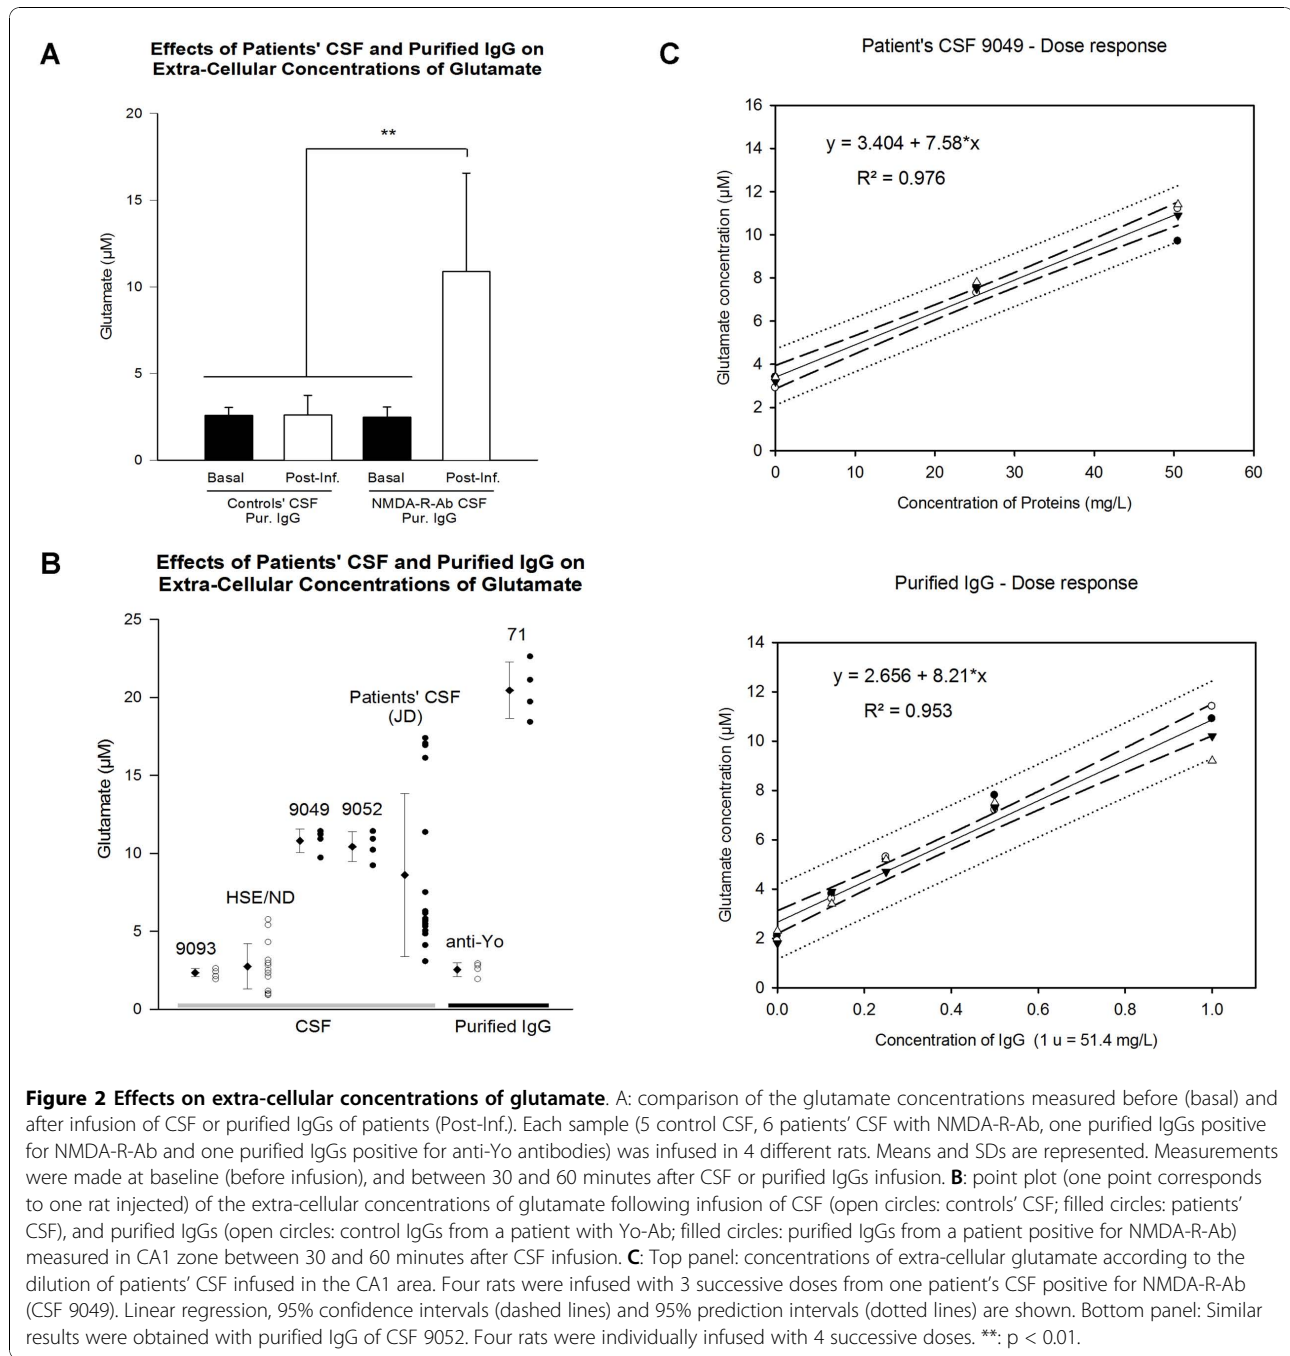 A
Effects of Patients' CSF and Purified IgG on
Extra-Cellular Concentrations of Glutamate
20
15
10
5
0
Glutamate (µM)
**
Basal
Post-Inf.
Basal
Post-Inf.
Controls' CSF
Pur. IgG
NMDA-R-Ab CSF
Pur. IgG
B
Effects of Patients' CSF and Purified IgG on
Extra-Cellular Concentrations of Glutamate
25
20
15
10
5
0
Glutamate (µM)
71
Patients' CSF
(JD)
9049
9052
HSE/ND
9093
anti-Yo
CSF
Purified IgG
C
Patient's CSF 9049 - Dose response
16
14
12
10
8
6
4
2
0
Glutamate concentration (µM)
y = 3.404 + 7.58*x
R² = 0.976
0 10 20 30 40 50 60
Concentration of Proteins (mg/L)
Purified IgG - Dose response
14
12
10
8
6
4
2
0
Glutamate concentration (µM)
y = 2.656 + 8.21*x
R² = 0.953
0.0 0.2 0.4 0.6 0.8 1.0
Concentration of IgG (1 u = 51.4 mg/L)
Figure 2 Effects on extra-cellular concentrations of glutamate. A: comparison of the glutamate concentrations measured before (basal) and
after infusion of CSF or purified IgGs of patients (Post-Inf.). Each sample (5 control CSF, 6 patients' CSF with NMDA-R-Ab, one purified IgGs positive
for NMDA-R-Ab and one purified IgGs positive for anti-Yo antibodies) was infused in 4 different rats. Means and SDs are represented. Measurements
were made at baseline (before infusion), and between 30 and 60 minutes after CSF or purified IgGs infusion. B: point plot (one point corresponds
to one rat injected) of the extra-cellular concentrations of glutamate following infusion of CSF (open circles: controls' CSF; filled circles: patients'
CSF), and purified IgGs (open circles: control IgGs from a patient with Yo-Ab; filled circles: purified IgGs from a patient positive for NMDA-R-Ab)
measured in CA1 zone between 30 and 60 minutes after CSF infusion. C: Top panel: concentrations of extra-cellular glutamate according to the
dilution of patients' CSF infused in the CA1 area. Four rats were infused with 3 successive doses from one patient's CSF positive for NMDA-R-Ab
(CSF 9049). Linear regression, 95% confidence intervals (dashed lines) and 95% prediction intervals (dotted lines) are shown. Bottom panel: Similar
results were obtained with purified IgG of CSF 9052. Four rats were individually infused with 4 successive doses. **: p < 0.01.